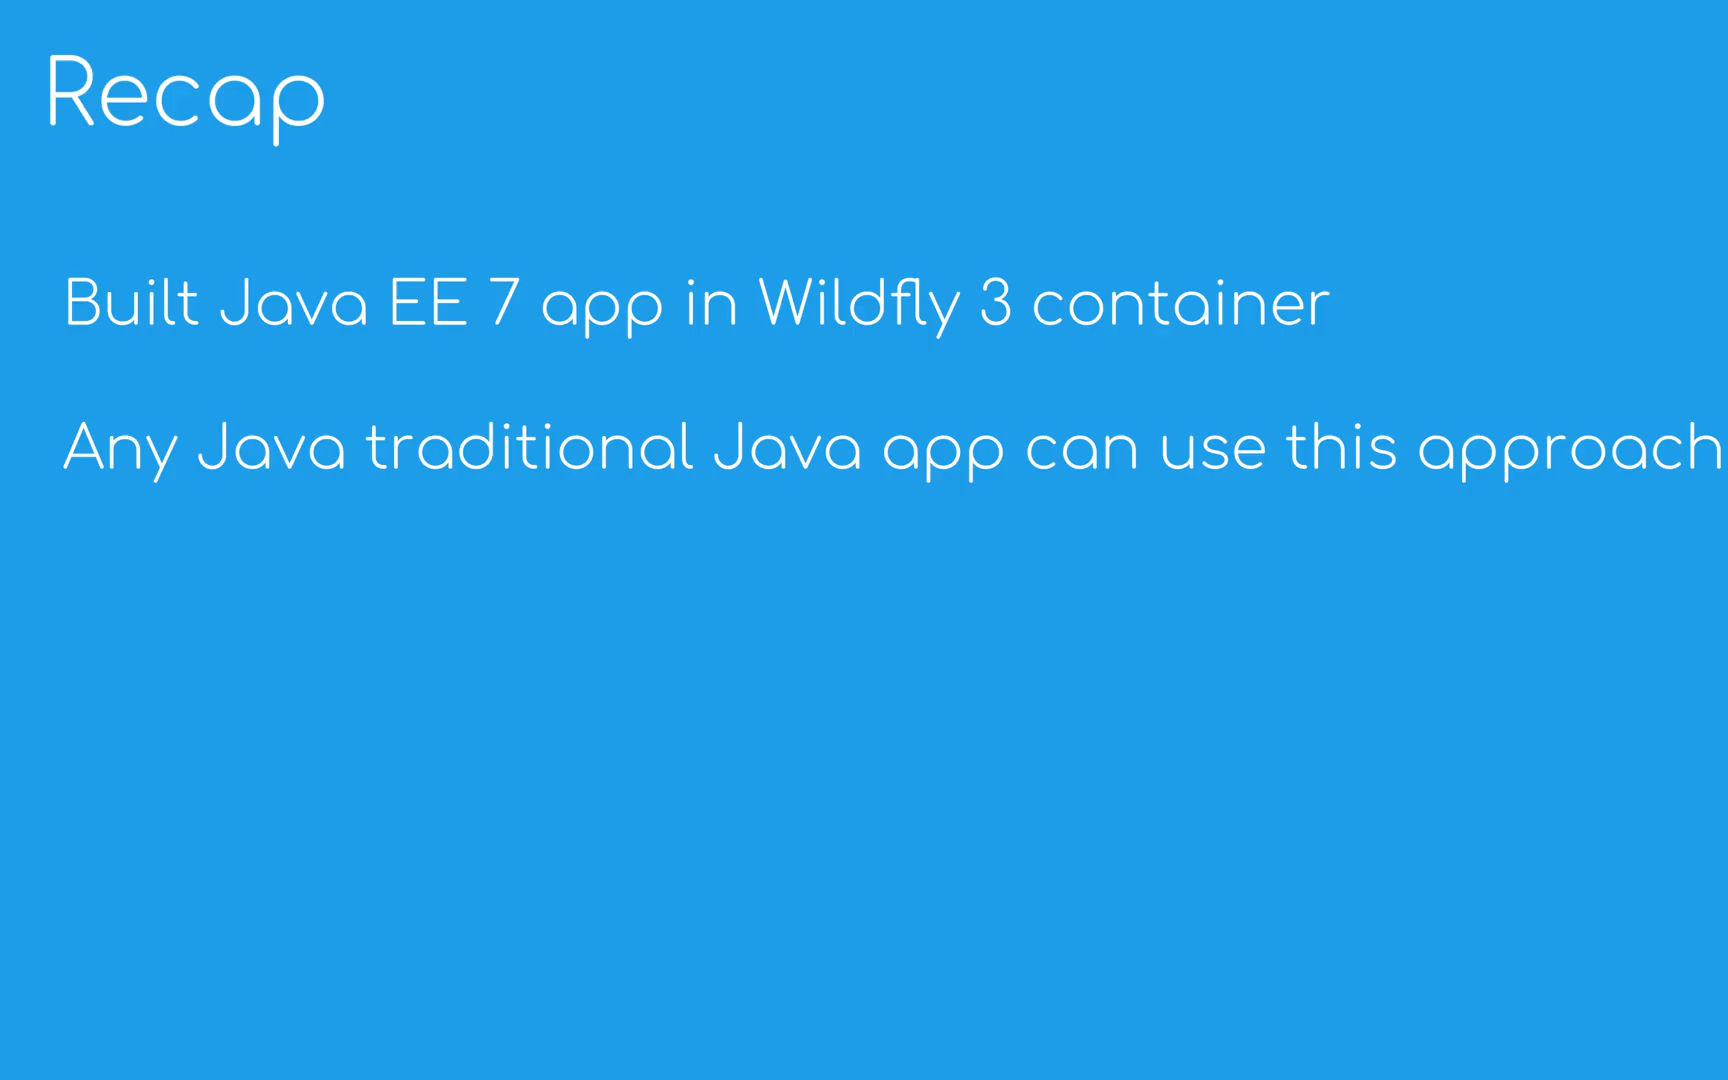 Recap
Built Java EE 7 app in Wildfly 3 container
Any Java traditional Java app can use this approach